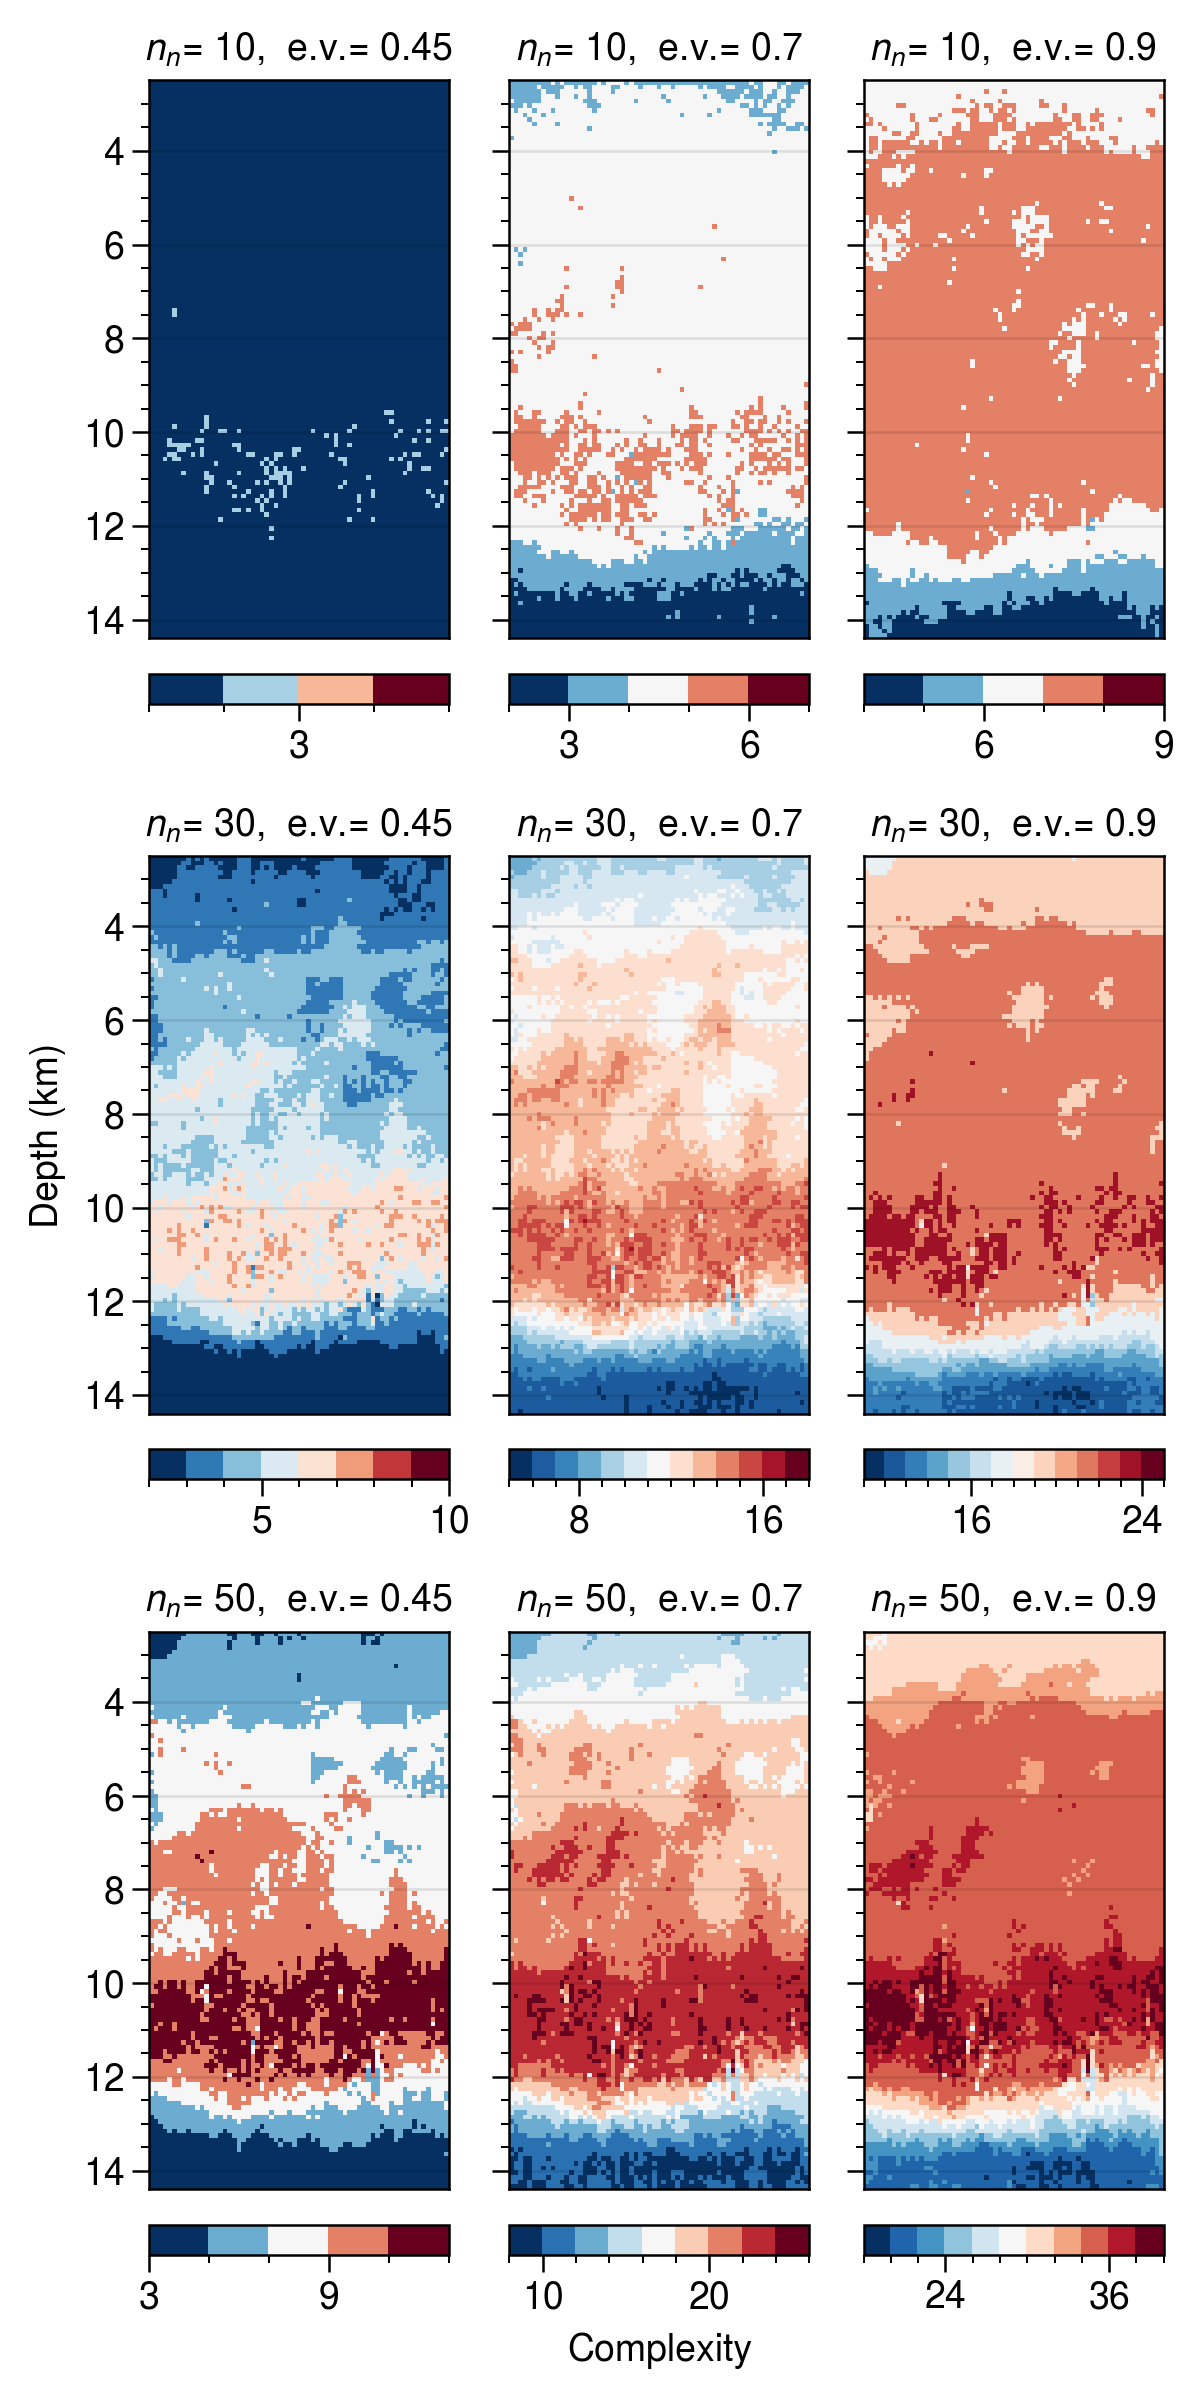 n_n= 10, e.v.= 0.45
n_n= 10, e.v.= 0.7
n_n= 10, e.v.= 0.9
4
6
8
10
12
14
3
3 6
6 9
n_n= 30, e.v.= 0.45
n_n= 30, e.v.= 0.7
n_n= 30, e.v.= 0.9
Depth (km)
4
6
8
10
12
14
5 10
8 16
16 24
n_n= 50, e.v.= 0.45
n_n= 50, e.v.= 0.7
n_n= 50, e.v.= 0.9
4
6
8
10
12
14
3 9
10 20
24 36
Complexity